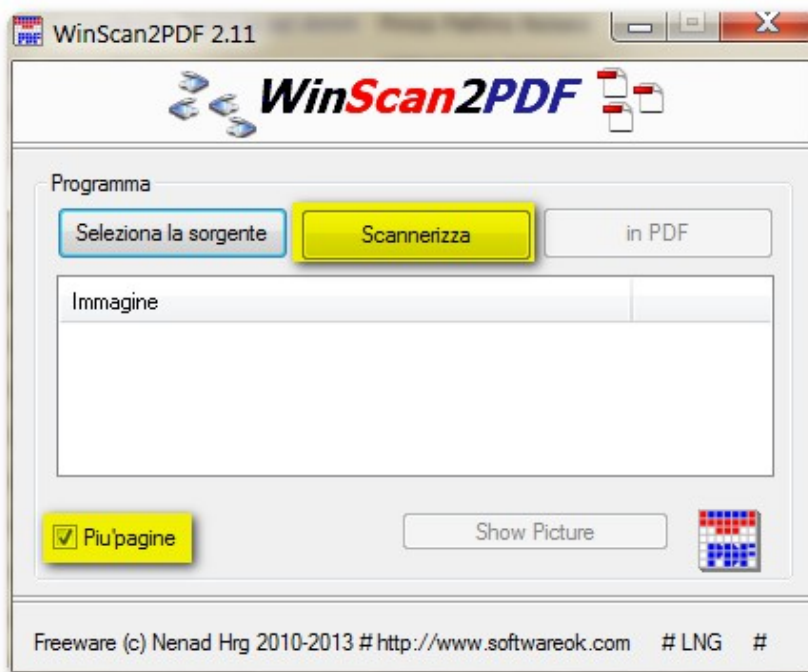 WinScan2PDF 2.11
WinScan2PDF
Programma
Seleziona la sorgente
Scannerizza
in PDF
Immagine
Piu'pagine
Show Picture
PDF
Freeware (c) Nenad Hrg 2010-2013 # http://www.softwareok.com # LNG #